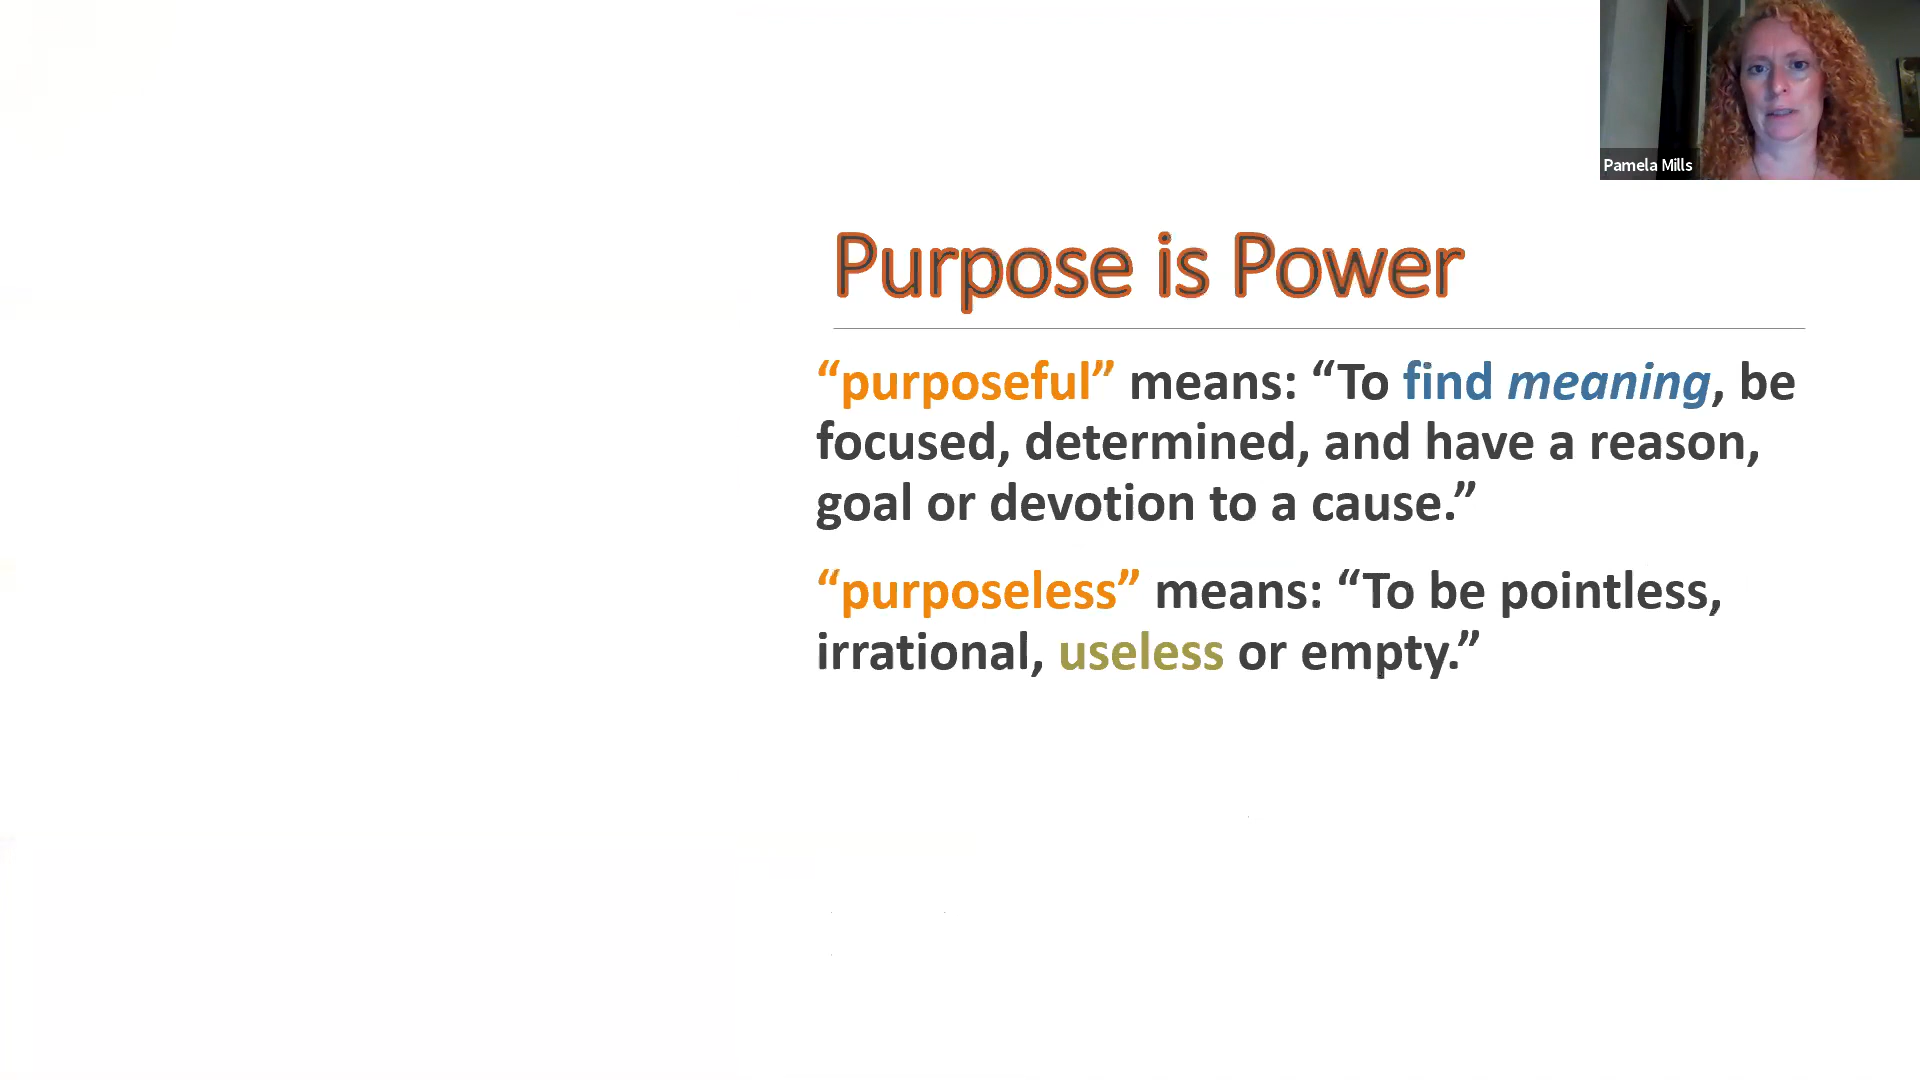 Pamela Mills
Purpose is Power
“purposeful” means: “To find meaning, be
focused, determined, and have a reason,
goal or devotion to a cause.”
“purposeless” means: “To be pointless,
irrational, useless or empty.”